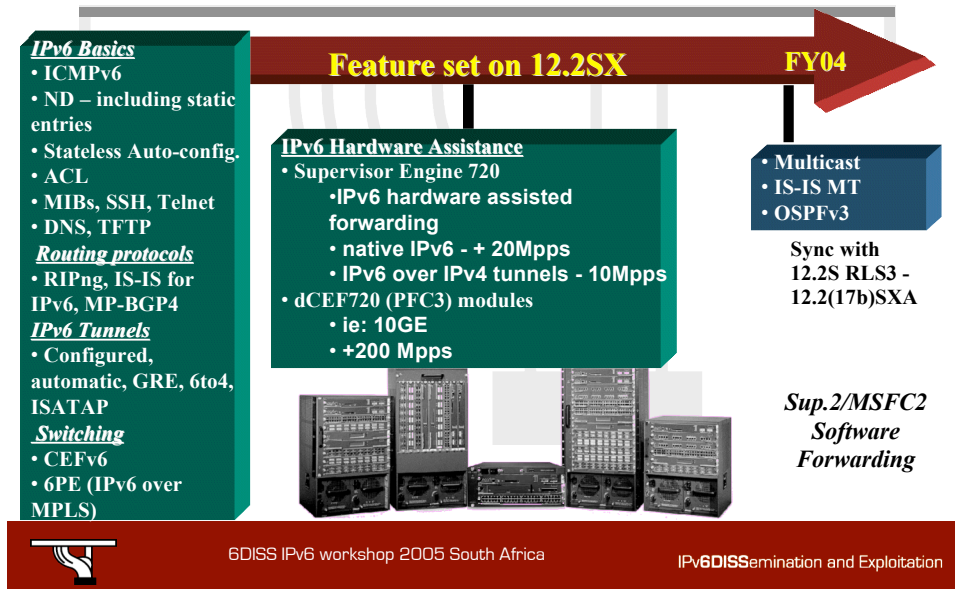 Feature set on 12.2SX
FY04
IPv6 Basics
• ICMPv6
• ND – including static
entries
• Stateless Auto-config.
• ACL
• MIBs, SSH, Telnet
• DNS, TFTP
Routing protocols
• RIPng, IS-IS for
IPv6, MP-BGP4
IPv6 Tunnels
• Configured,
automatic, GRE, 6to4,
ISATAP
Switching
• CEFv6
• 6PE (IPv6 over
MPLS)
IPv6 Hardware Assistance
• Supervisor Engine 720
•IPv6 hardware assisted
forwarding
• native IPv6 - + 20Mpps
• IPv6 over IPv4 tunnels - 10Mpps
• dCEF720 (PFC3) modules
• ie: 10GE
• +200 Mpps
• Multicast
• IS-IS MT
• OSPFv3
Sync with
12.2S RLS3 -
12.2(17b)SXA
Sup.2/MSFC2
Software
Forwarding
6DISS IPv6 workshop 2005 South Africa
IPv6DISSemination and Exploitation